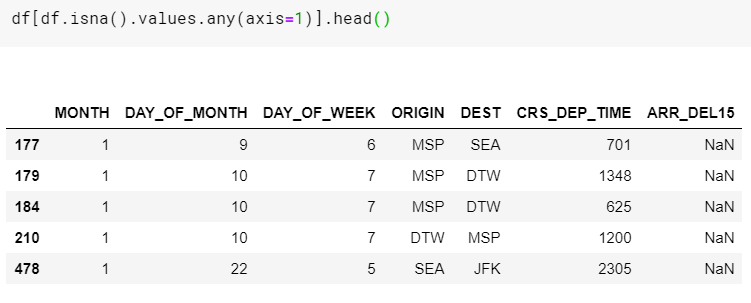 df[df.isna().values.any(axis=1)].head()
MONTH DAY_OF_MONTH DAY_OF_WEEK ORIGIN DEST CRS_DEP_TIME ARR_DEL15
177 1 9 6 MSP SEA 701 NaN
179 1 10 7 MSP DTW 1348 NaN
184 1 10 7 MSP DTW 625 NaN
210 1 10 7 DTW MSP 1200 NaN
478 1 22 5 SEA JFK 2305 NaN